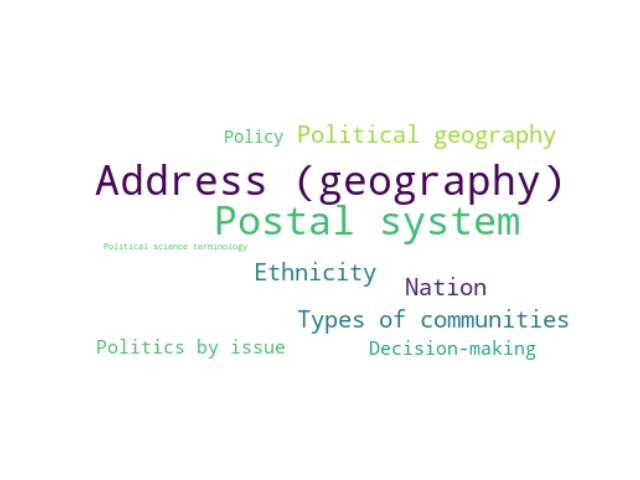 Policy Political geography
Address (geography)
Postal system
Political science terminology
Ethnicity
Nation
Types of communities
Politics by issue
Decision-making